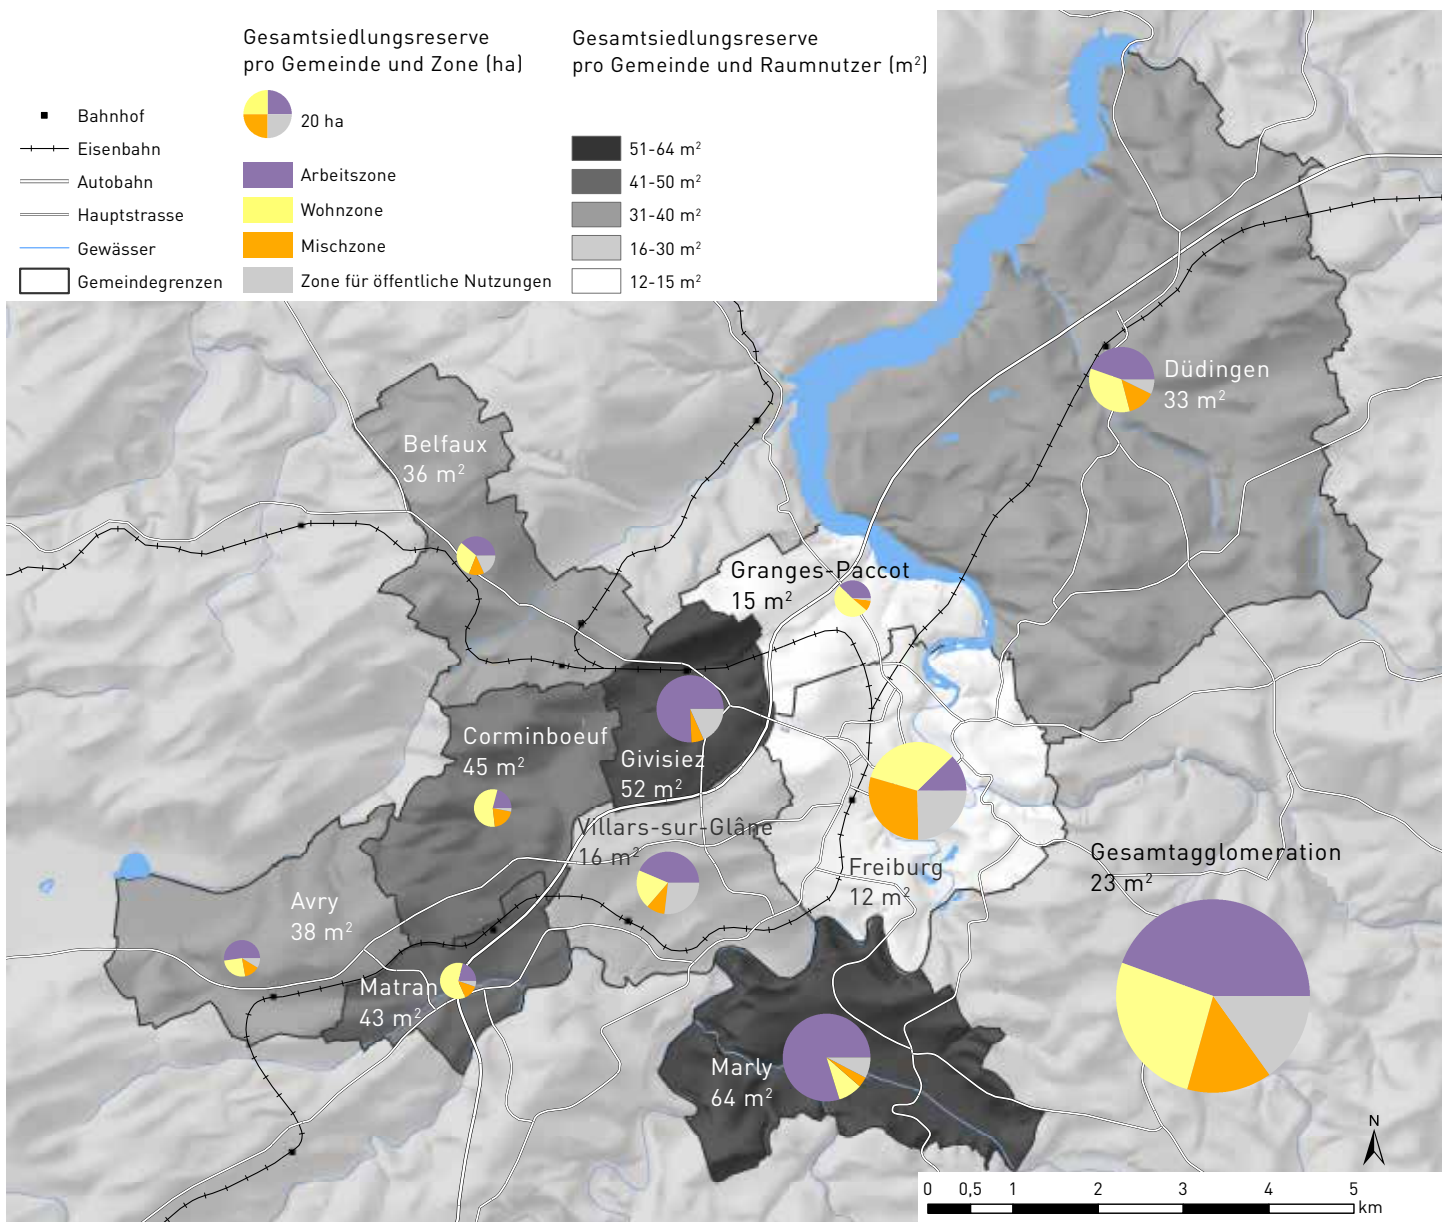 Gesamtsiedlungsreserve
pro Gemeinde und Zone (ha)
20 ha
Arbeitszone
Wohnzone
Mischzone
Zone für öffentliche Nutzungen
Gesamtsiedlungsreserve
pro Gemeinde und Raumnutzer (m²)
51-64 m²
41-50 m²
31-40 m²
16-30 m²
12-15 m²
Bahnhof
Eisenbahn
Autobahn
Hauptstrasse
Gewässer
Gemeindegrenzen
Düdingen
33 m²
Belfaux
36 m²
Granges-Paccot
15 m²
Corminboeuf
45 m²
Givisiez
52 m²
Villars-sur-Glâne
16 m²
Freiburg
12 m²
Gesamtagglomeration
23 m²
Avry
38 m²
Matran
43 m²
Marly
64 m²
N
0 0,5 1 2 3 4 5
km